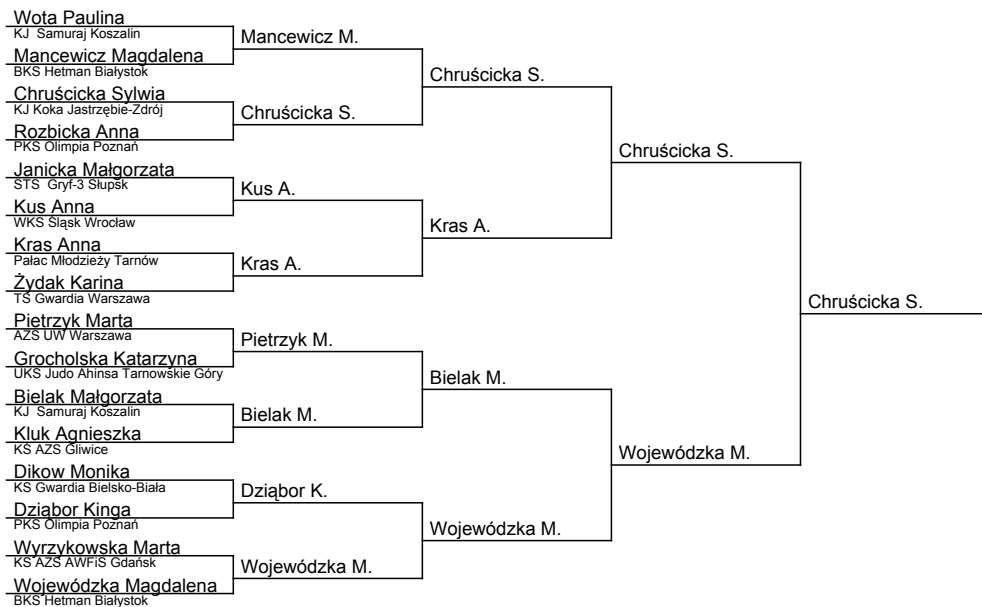 Wota Paulina
KJ  Samuraj Koszalin
Mancewicz M.
Mancewicz Magdalena
BKS Hetman Białystok
Chruścicka S.
Chruścicka Sylwia
KJ Koka Jastrzębie-Zdrój
Chruścicka S.
Rozbicka Anna
PKS Olimpia Poznań
Chruścicka S.
Janicka Małgorzata
STS  Gryf-3 Słupsk
Kus A.
Kus Anna
WKS Śląsk Wrocław
Kras A.
Kras Anna
Pałac Młodzieży Tarnów
Kras A.
Żydak Karina
TS Gwardia Warszawa
Chruścicka S.
Pietrzyk Marta
AZS UW Warszawa
Pietrzyk M.
Grocholska Katarzyna
UKS Judo Ahinsa Tarnowskie Góry
Bielak M.
Bielak Małgorzata
KJ  Samuraj Koszalin
Bielak M.
Kluk Agnieszka
KŚ AZS Gliwice
Wojewódzka M.
Dikow Monika
KS Gwardia Bielsko-Biała
Dziąbor K.
Dziąbor Kinga
PKS Olimpia Poznań
Wojewódzka M.
Wyrzykowska Marta
KS AZS AWFiS Gdańsk
Wojewódzka M.
Wojewódzka Magdalena
BKS Hetman Białystok